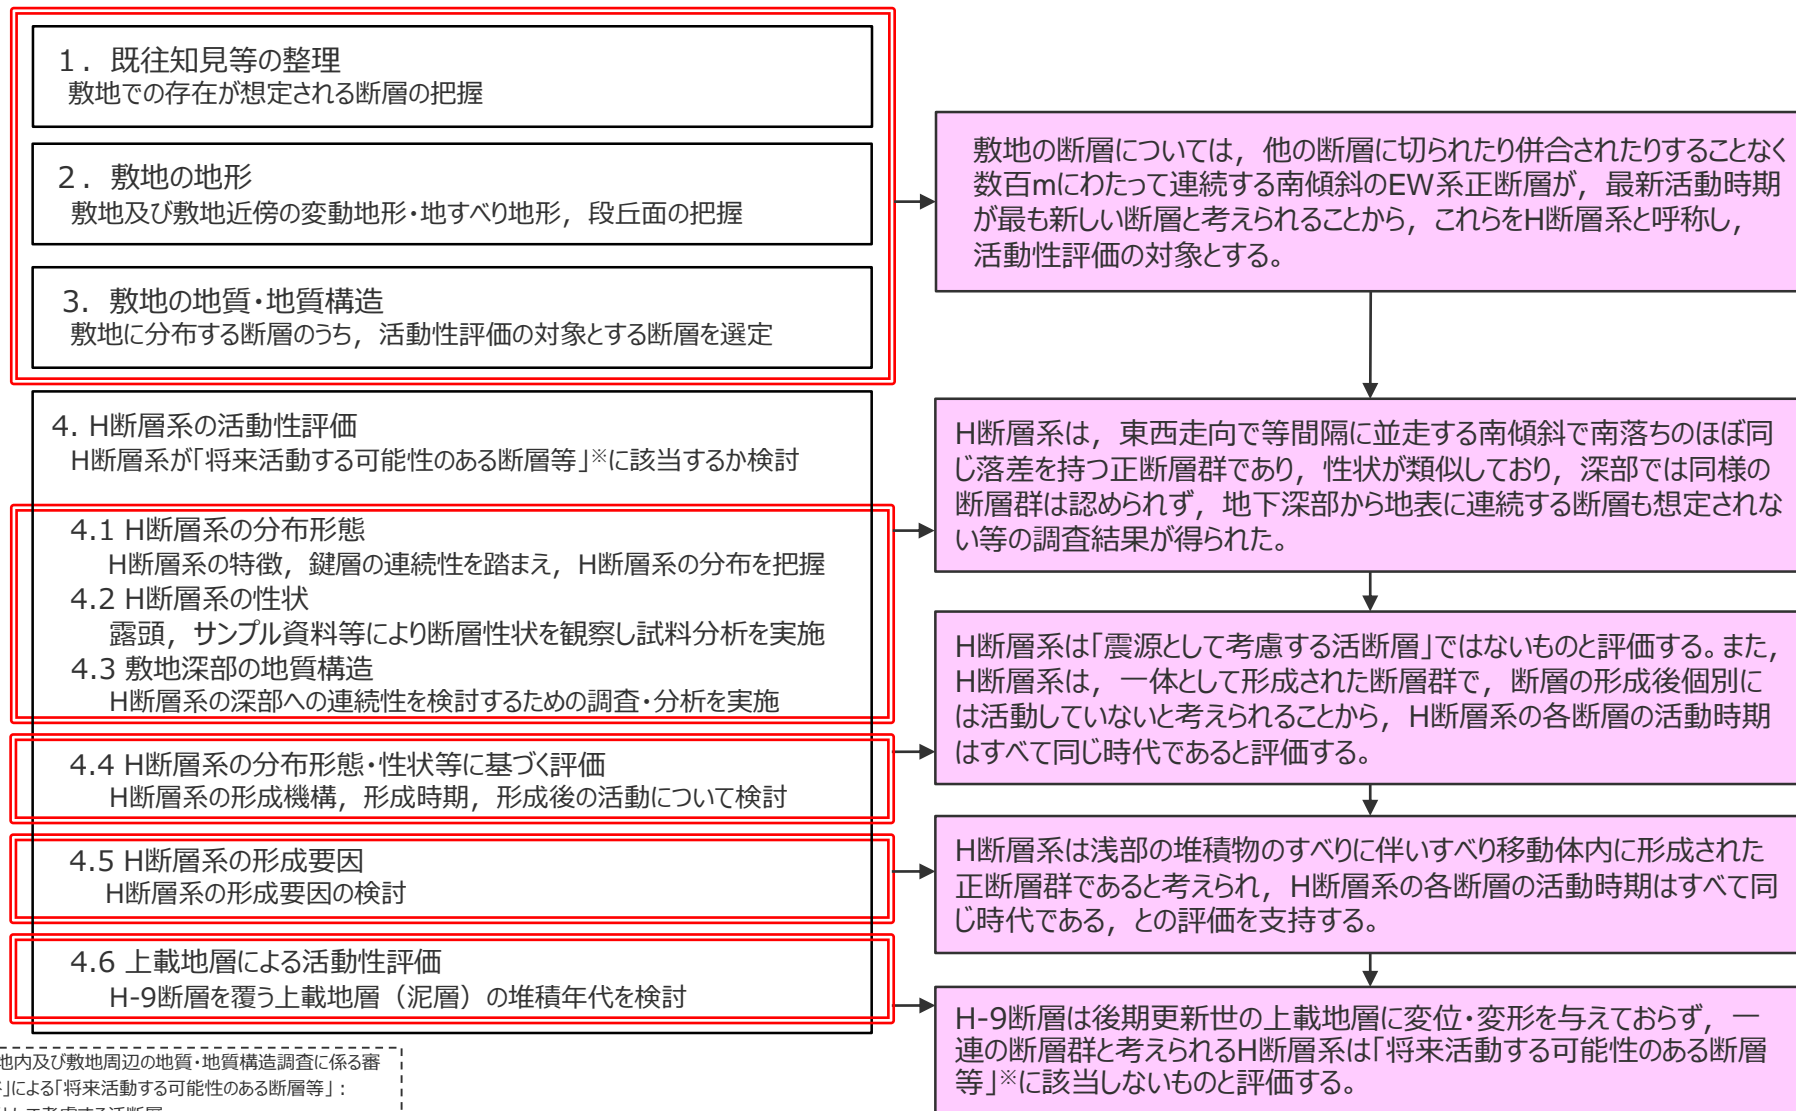 1．既往知見等の整理
敷地での存在が想定される断層の把握
2．敷地の地形
敷地及び敷地近傍の変動地形・地すべり地形，段丘面の把握
3．敷地の地質・地質構造
敷地に分布する断層のうち，活動性評価の対象とする断層を選定
4. H断層系の活動性評価
H断層系が「将来活動する可能性のある断層等」※に該当するか検討
4.1 H断層系の分布形態
H断層系の特徴，鍵層の連続性を踏まえ，H断層系の分布を把握
4.2 H断層系の性状
露頭，サンプル資料等により断層性状を観察し試料分析を実施
4.3 敷地深部の地質構造
H断層系の深部への連続性を検討するための調査・分析を実施
4.4 H断層系の分布形態・性状等に基づく評価
H断層系の形成機構，形成時期，形成後の活動について検討
4.5 H断層系の形成要因
H断層系の形成要因の検討
4.6 上載地層による活動性評価
H-9断層を覆う上載地層（泥層）の堆積年代を検討
敷地の断層については，他の断層に切られたり併合されたりすることなく
数百mにわたって連続する南傾斜のEW系正断層が，最新活動時期
が最も新しい断層と考えられることから，これらをH断層系と呼称し，
活動性評価の対象とする。
H断層系は，東西走向で等間隔に並走する南傾斜で南落ちのほぼ同
じ落差を持つ正断層群であり，性状が類似しており，深部では同様の
断層群は認められず，地下深部から地表に連続する断層も想定されな
い等の調査結果が得られた。
H断層系は「震源として考慮する活断層」ではないものと評価する。また，
H断層系は，一体として形成された断層群で，断層の形成後個別に
は活動していないと考えられることから，H断層系の各断層の活動時期
はすべて同じ時代であると評価する。
H断層系は浅部の堆積物のすべりに伴いすべり移動体内に形成された
正断層群であると考えられ，H断層系の各断層の活動時期はすべて同
じ時代である，との評価を支持する。
H-9断層は後期更新世の上載地層に変位・変形を与えておらず，一
連の断層群と考えられるH断層系は「将来活動する可能性のある断層
等」※に該当しないものと評価する。
地内及び敷地周辺の地質・地質構造調査に係る審
」による「将来活動する可能性のある断層等」：
して考慮する活断層